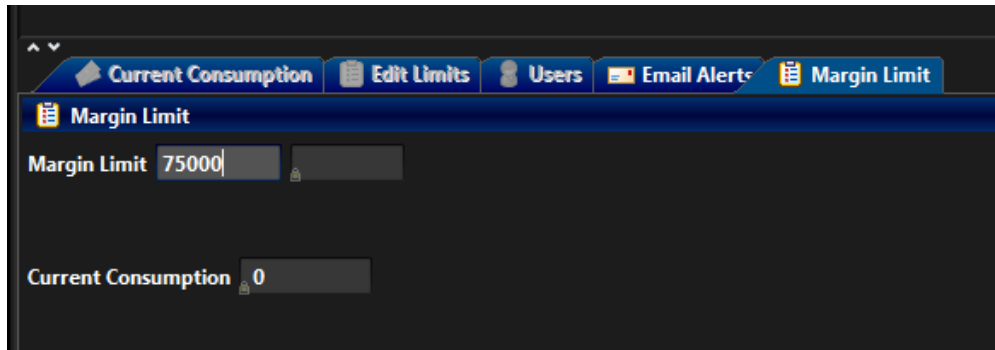 Current Consumption Edit Limits Users Email Alerts Margin Limit
Margin Limit
Margin Limit 75000
Current Consumption 0